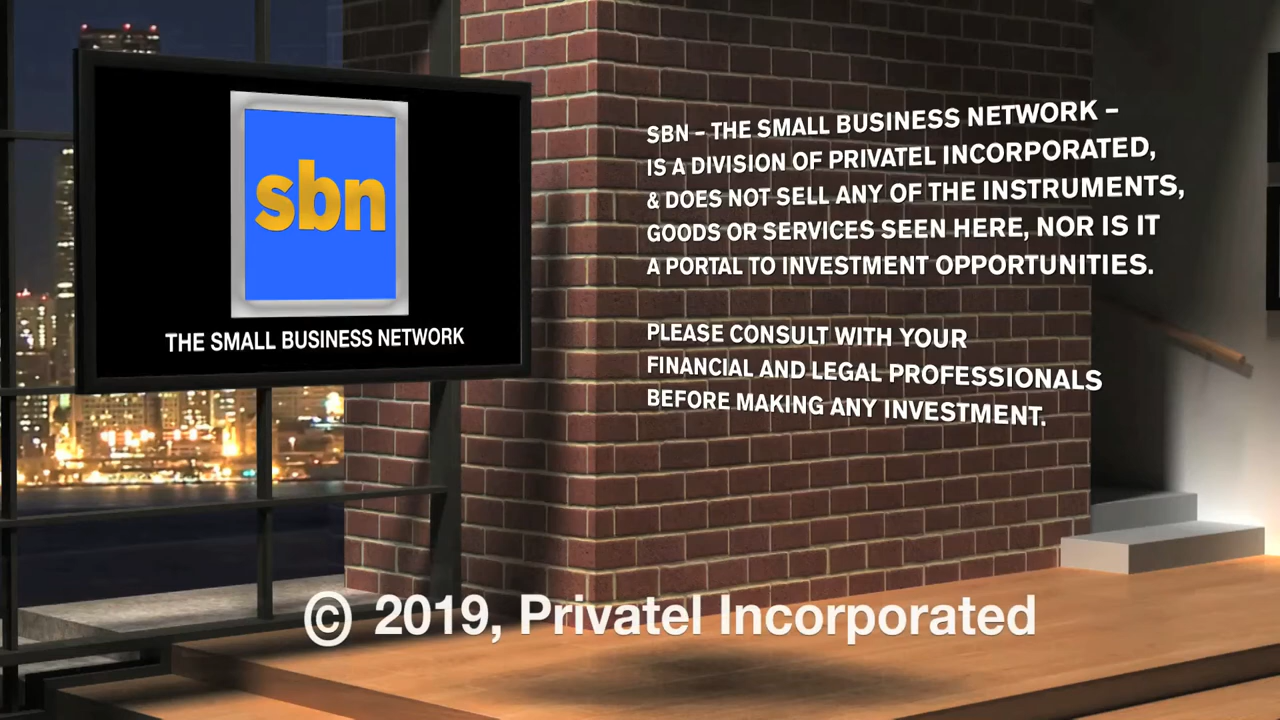 sbn
THE SMALL BUSINESS NETWORK
SBN – THE SMALL BUSINESS NETWORK –
IS A DIVISION OF PRIVATEL INCORPORATED,
& DOES NOT SELL ANY OF THE INSTRUMENTS,
GOODS OR SERVICES SEEN HERE, NOR IS IT
A PORTAL TO INVESTMENT OPPORTUNITIES.
PLEASE CONSULT WITH YOUR
FINANCIAL AND LEGAL PROFESSIONALS
BEFORE MAKING ANY INVESTMENT.
© 2019, Privatel Incorporated